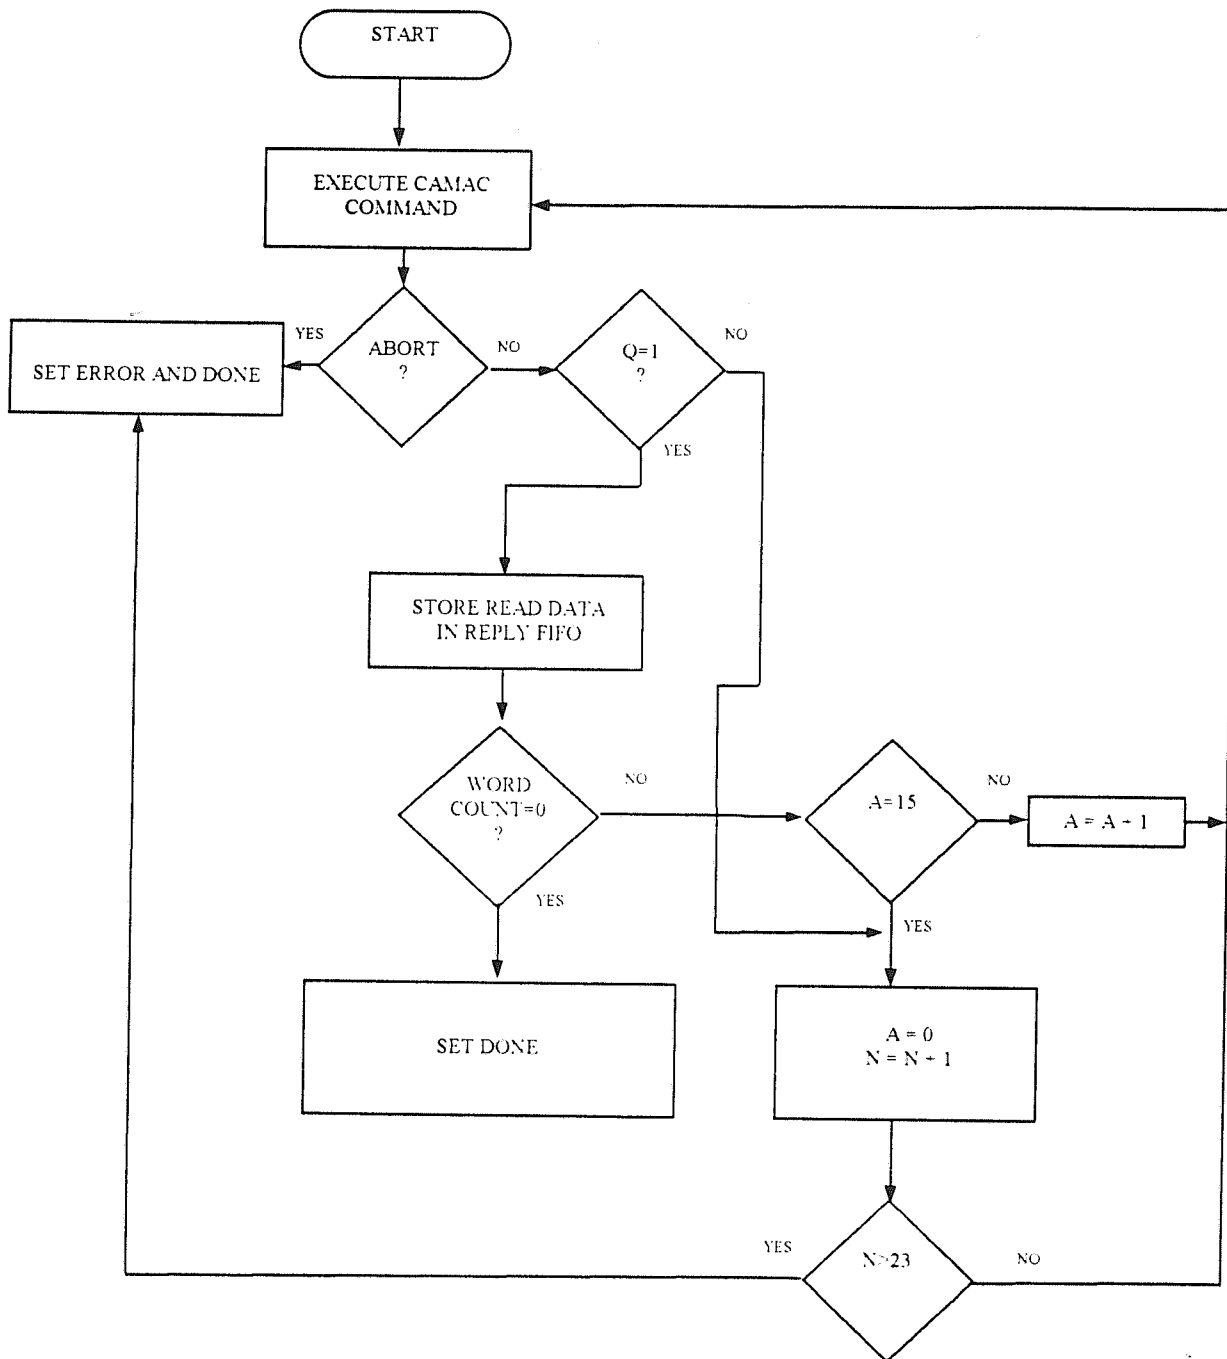 START
EXECUTE CAMAC
COMMAND
YES
ABORT
?
NO
Q=1
?
NO
SET ERROR AND DONE
YES
STORE READ DATA
IN REPLY FIFO
WORD
COUNT=0
?
NO
A=15
NO
A = A + 1
YES
YES
SET DONE
A = 0
N = N + 1
YES
N>23
NO